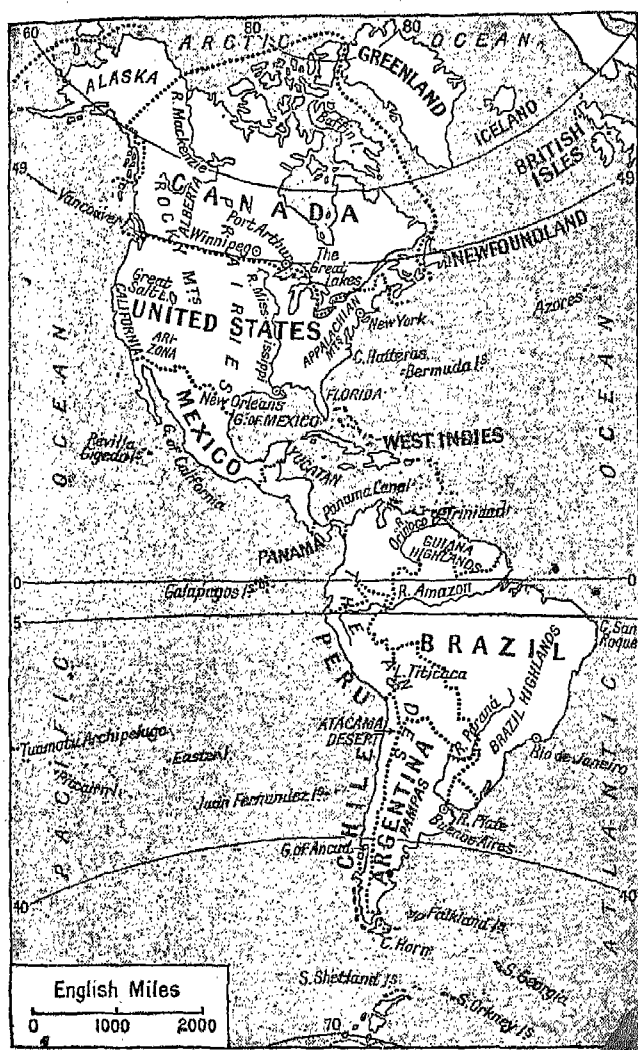 60
80
80
ARCTIC OCEAN
ALASKA
GREENLAND
R. Mackenzie
Baffin I.
ICELAND
BRITISH
ISLES
49
49
CANADA
ROCKY MTS
ALBERTA
PRAIRIES
Vancouver
Port Arthur
Winnipeg
The
Great
Lakes
NEWFOUNDLAND
Great
Salt L.
R. Mississippi
UNITED STATES
APPALACHIAN
MTS
New York
Azores
CALIFORNIA
ARI-
ZONA
C. Hatteras
Bermuda Is.
New Orleans
FLORIDA
G. of MEXICO
MEXICO
WEST INDIES
YUCATAN
Revilla
Gigedo Is.
G. of California
Panama Canal
Trinidad
R.
Orinoco
PANAMA
GUIANA
HIGHLANDS
0
0
Galapagos Is.
R. Amazon
5
C. San
Roque
BRAZIL
THE ANDES
PERU
Titicaca
BRAZIL HIGHLANDS
R. Paraná
ATACAMA
DESERT
Rio de Janeiro
Tuamotu Archipelago
Easter I.
Pitcairn I.
Juan Fernandez Is.
CHILE
ARGENTINA
PAMPAS
R. Plate
Buenos Aires
G. of Ancud
40
40
Falkland Is.
C. Horn
S. Georgia
S. Shetland Is.
S. Orkney Is.
70
PACIFIC OCEAN
ATLANTIC OCEAN
English Miles
0 1000 2000